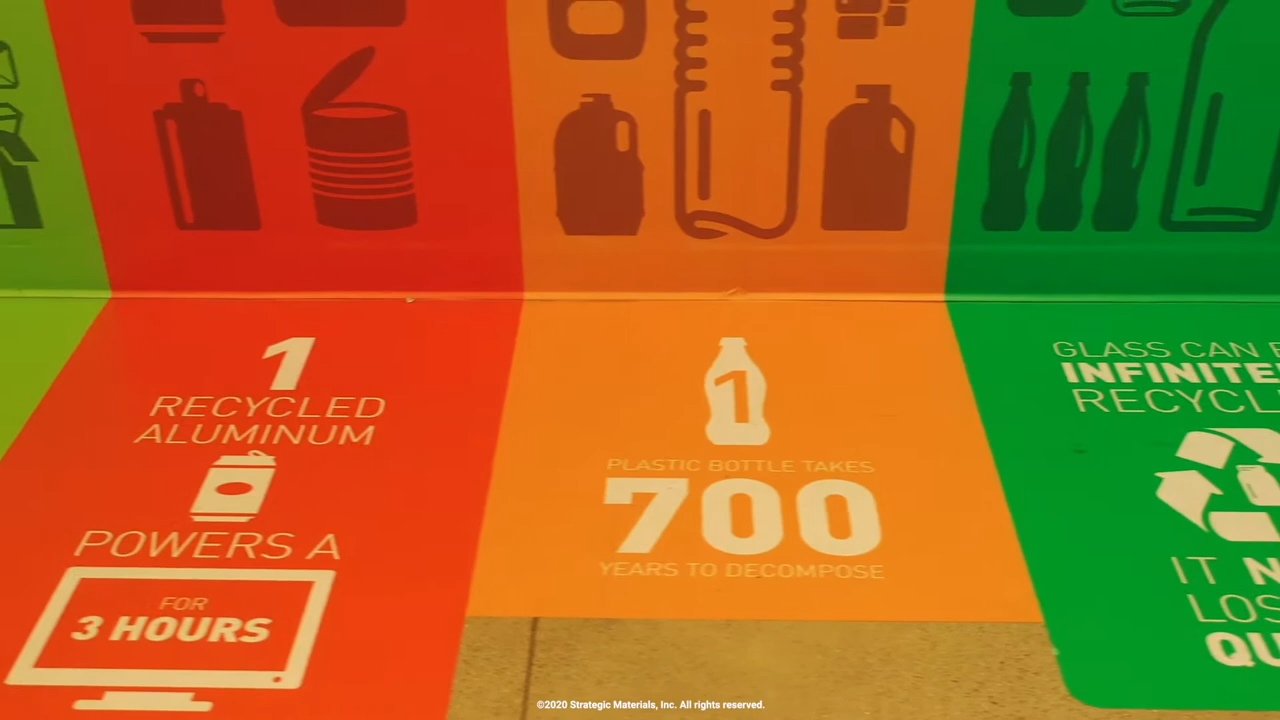 1
RECYCLED
ALUMINUM
POWERS A
FOR
3 HOURS
1
PLASTIC BOTTLE TAKES
700
YEARS TO DECOMPOSE
GLASS CAN
INFINITE
RECYCL
IT
LOS
QU
©2020 Strategic Materials, Inc. All rights reserved.